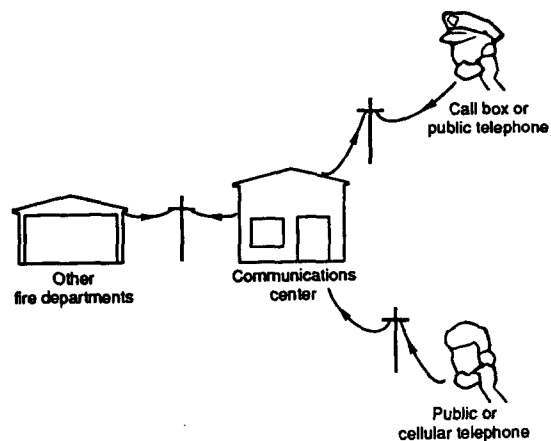 Call box or
public telephone
Other
fire departments
Communications
center
Public or
cellular telephone